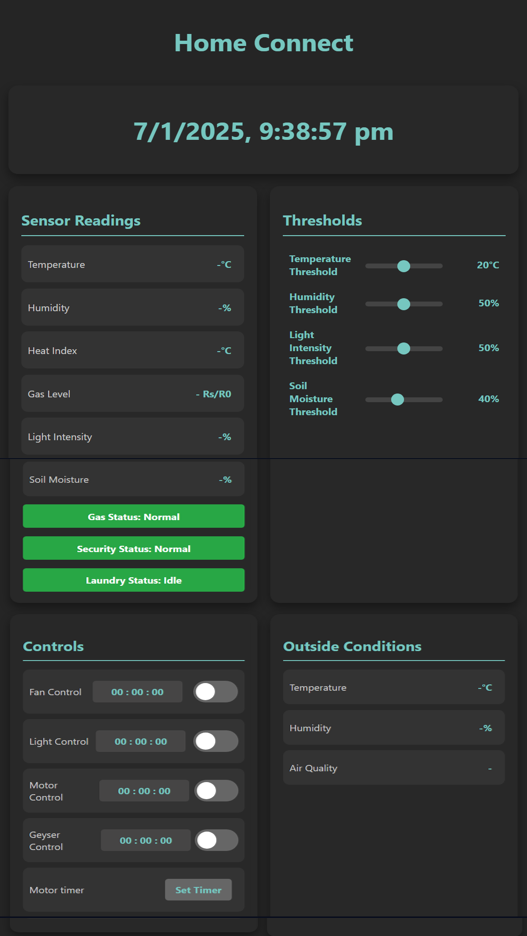 Home Connect
7/1/2025, 9:38:57 pm
Sensor Readings
Temperature -°C
Humidity -%
Heat Index -°C
Gas Level - Rs/R0
Light Intensity -%
Soil Moisture -%
Gas Status: Normal
Security Status: Normal
Laundry Status: Idle
Thresholds
Temperature
Threshold 20°C
Humidity
Threshold 50%
Light
Intensity 50%
Threshold
Soil
Moisture 40%
Threshold
Controls
Fan Control 00 : 00 : 00
Light Control 00 : 00 : 00
Motor
Control 00 : 00 : 00
Geyser
Control 00 : 00 : 00
Motor timer Set Timer
Outside Conditions
Temperature -°C
Humidity -%
Air Quality -